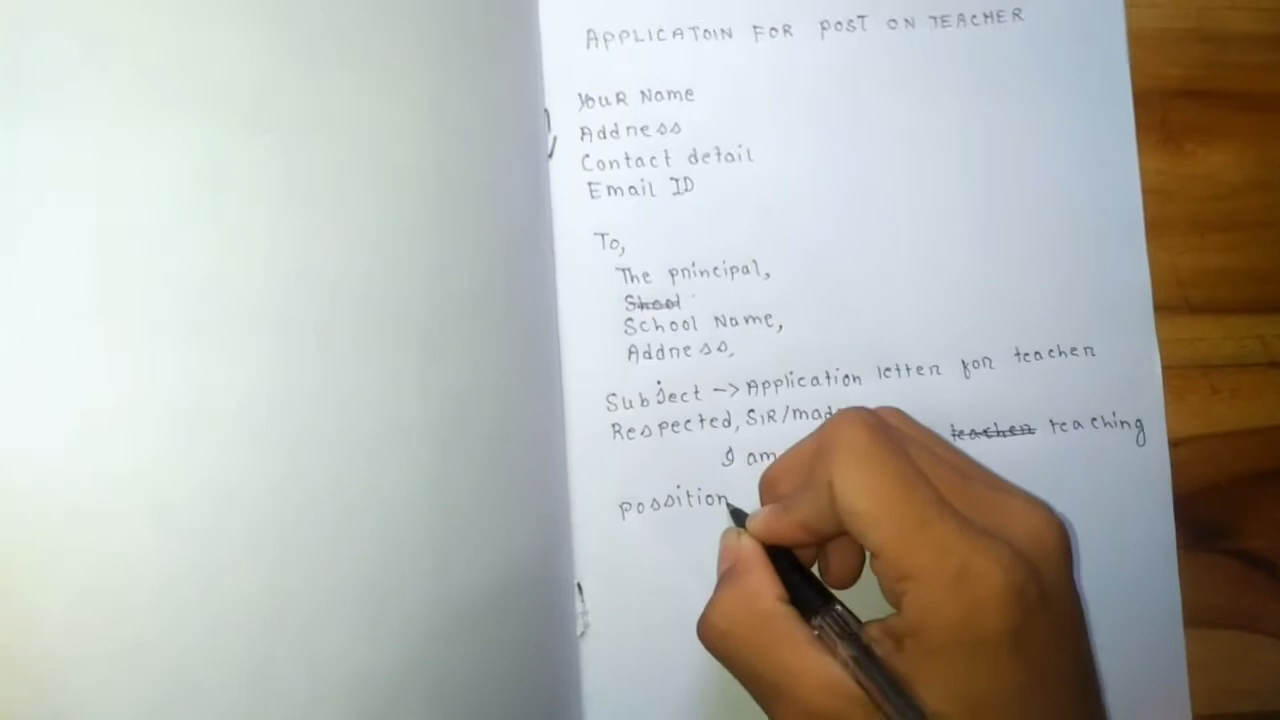 APPLICATOIN FOR POST ON TEACHER
YOUR Name
Address
Contact detail
Email ID
To,
The principal,
School Name,
Address,
Subject -> Application letter for teacher
Respected, SIR/mad
I am teacher teaching
possition